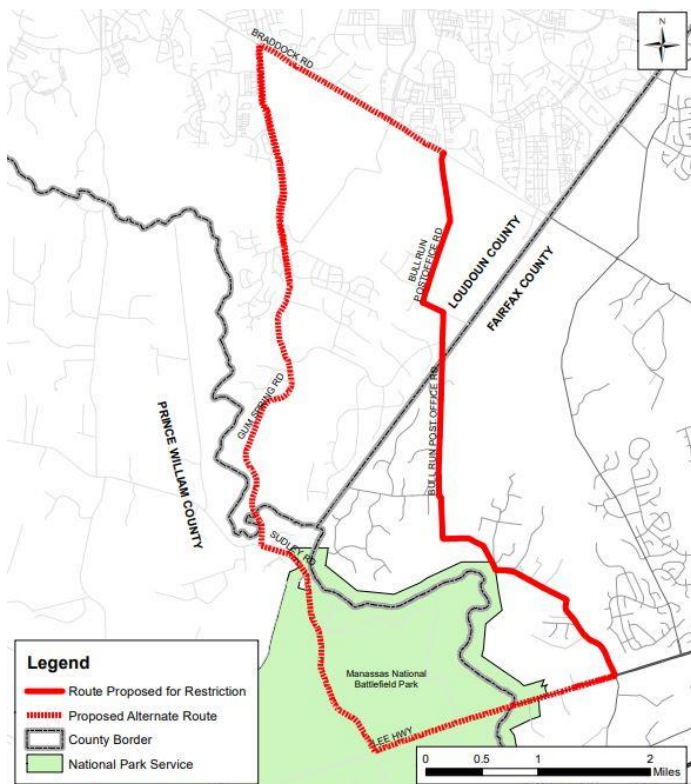 N
BRADDOCK RD
BULL RUN
POSTOFFICE RD
LOUDOUN COUNTY
FAIRFAX COUNTY
GUM SPRING RD
BULL RUN POST OFFICE RD
PRINCE WILLIAM COUNTY
SUDLEY RD
Manassas National
Battlefield Park
LEE HWY
Legend
Route Proposed for Restriction
Proposed Alternate Route
County Border
National Park Service
0 0.5 1 2
Miles